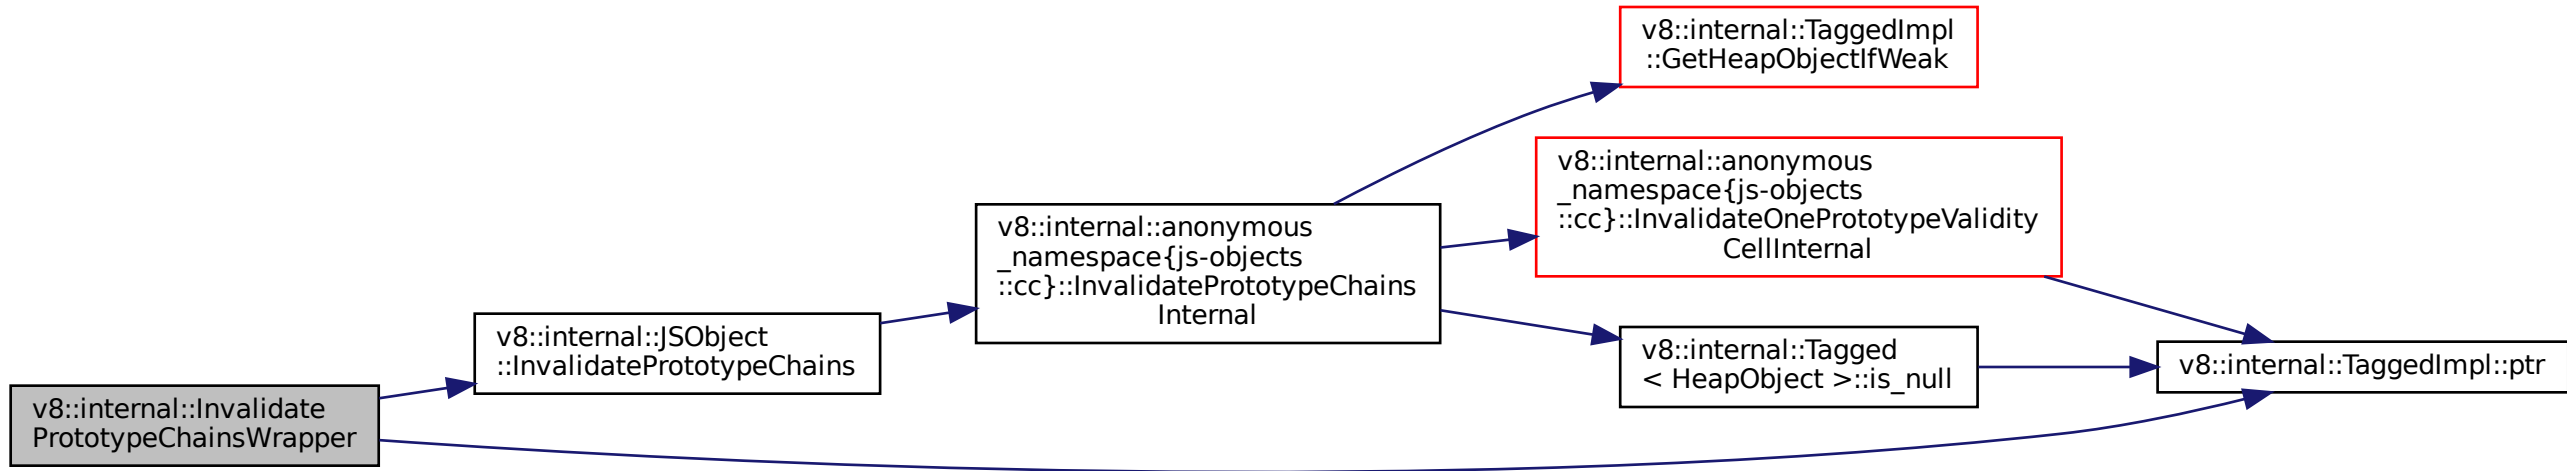 v8::internal::Invalidate
PrototypeChainsWrapper
v8::internal::JSObject
::InvalidatePrototypeChains
v8::internal::anonymous
_namespace{js-objects
::cc}::InvalidatePrototypeChains
Internal
v8::internal::TaggedImpl
::GetHeapObjectIfWeak
v8::internal::anonymous
_namespace{js-objects
::cc}::InvalidateOnePrototypeValidity
CellInternal
v8::internal::Tagged
< HeapObject >::is_null
v8::internal::TaggedImpl::ptr